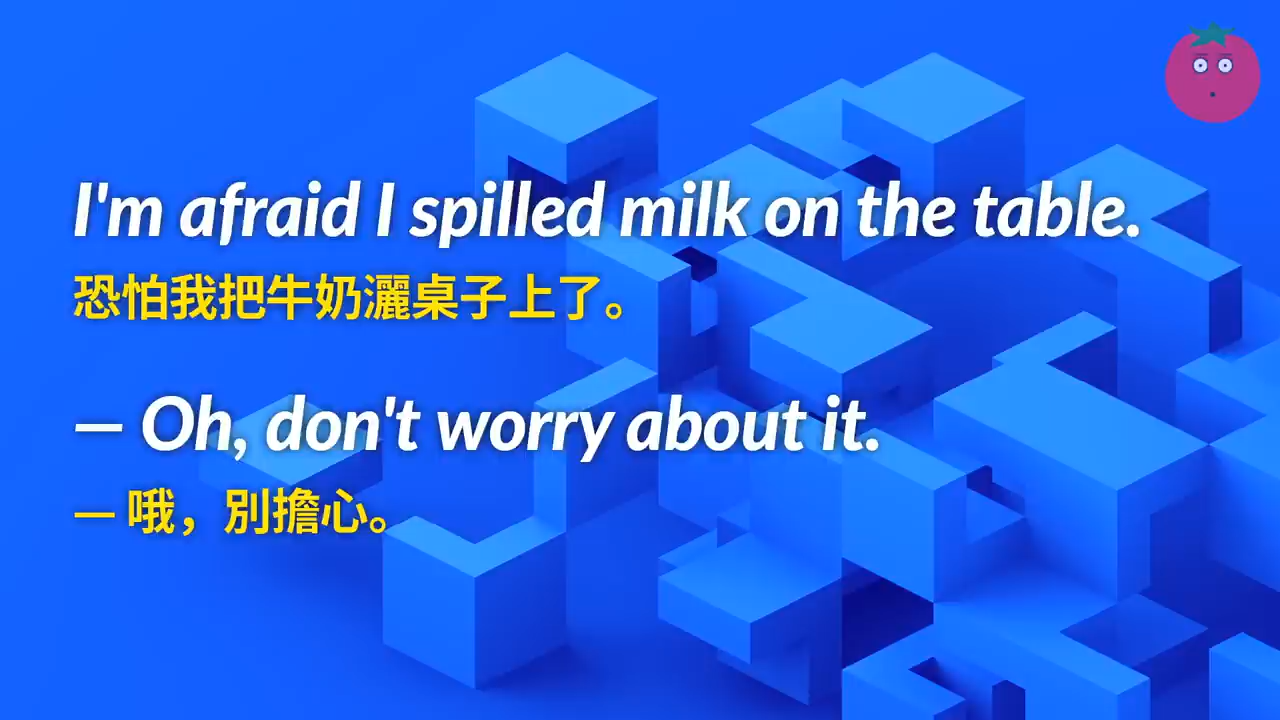 I'm afraid I spilled milk on the table.
恐怕我把牛奶灑桌子上了。
— Oh, don't worry about it.
— 哦，別擔心。